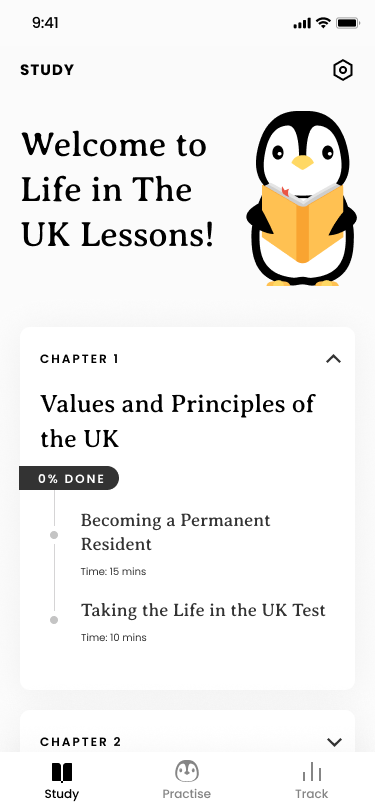 9:41
STUDY
Welcome to
Life in The
UK Lessons!
CHAPTER 1
Values and Principles of
the UK
0% DONE
Becoming a Permanent
Resident
Time: 15 mins
Taking the Life in the UK Test
Time: 10 mins
CHAPTER 2
Study
Practise
Track